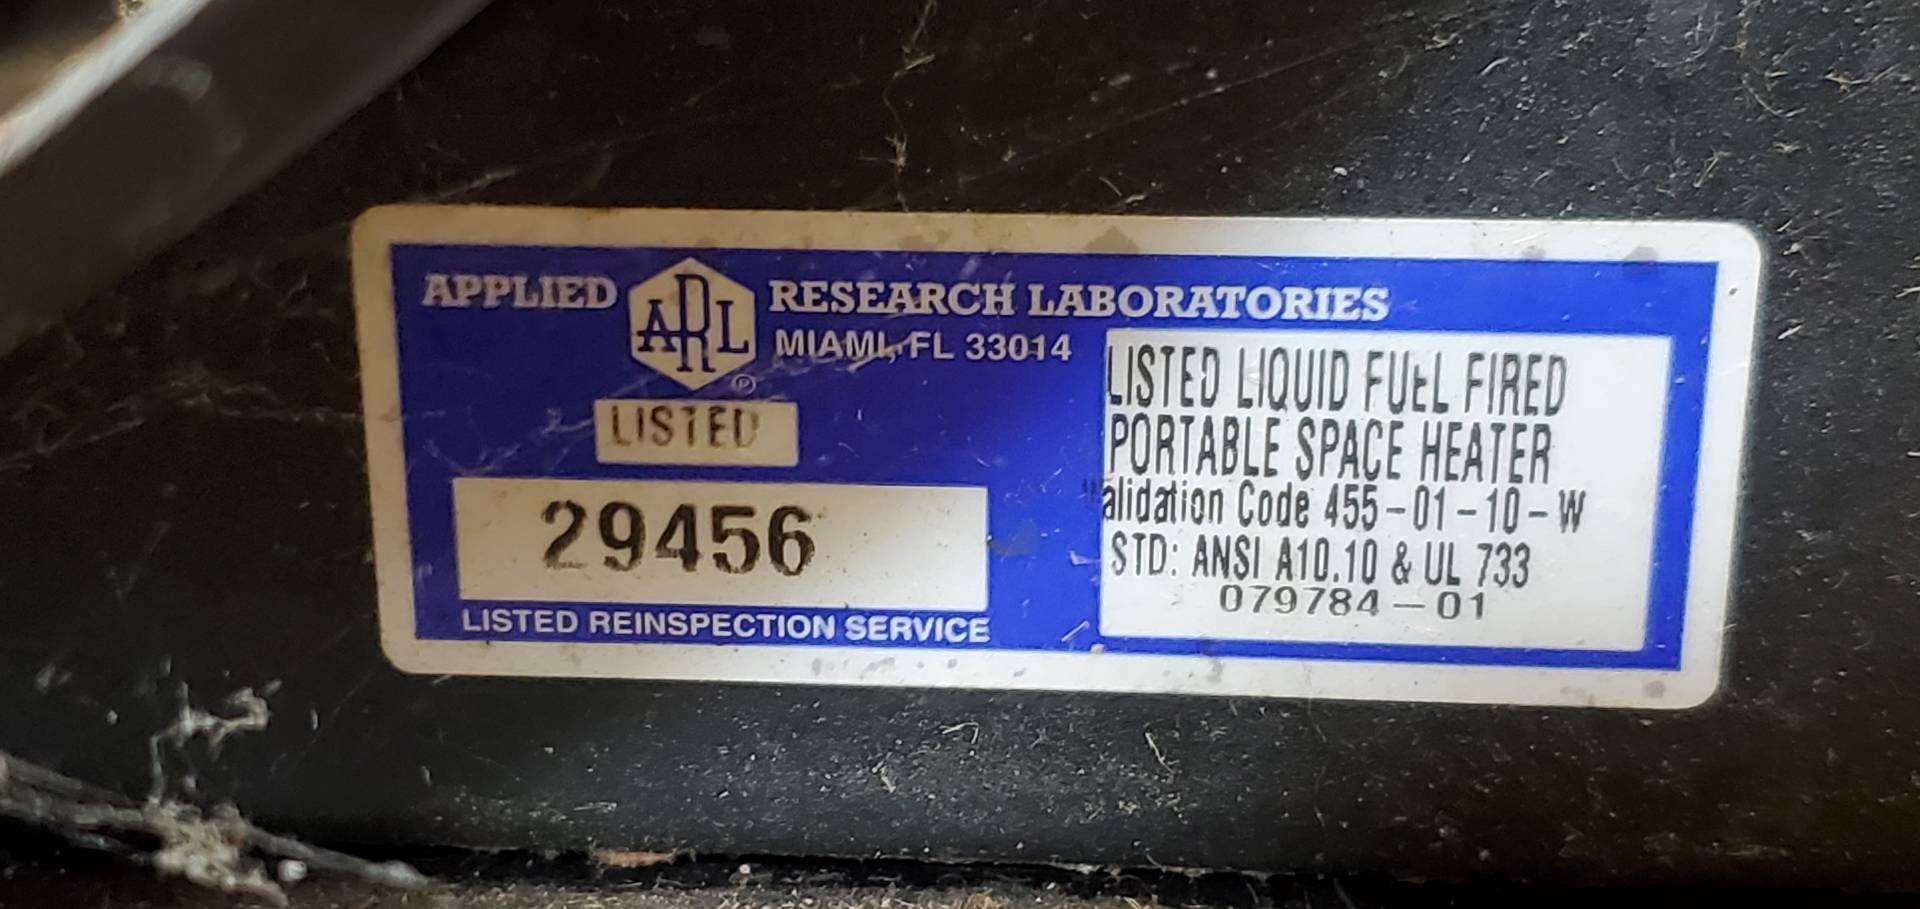 APPLIED ARL RESEARCH LABORATORIES
MIAMI, FL 33014
LISTED
29456
LISTED REINSPECTION SERVICE
LISTED LIQUID FUEL FIRED
PORTABLE SPACE HEATER
Validation Code 455-01-10-W
STD: ANSI A10.10 & UL 733
079784-01